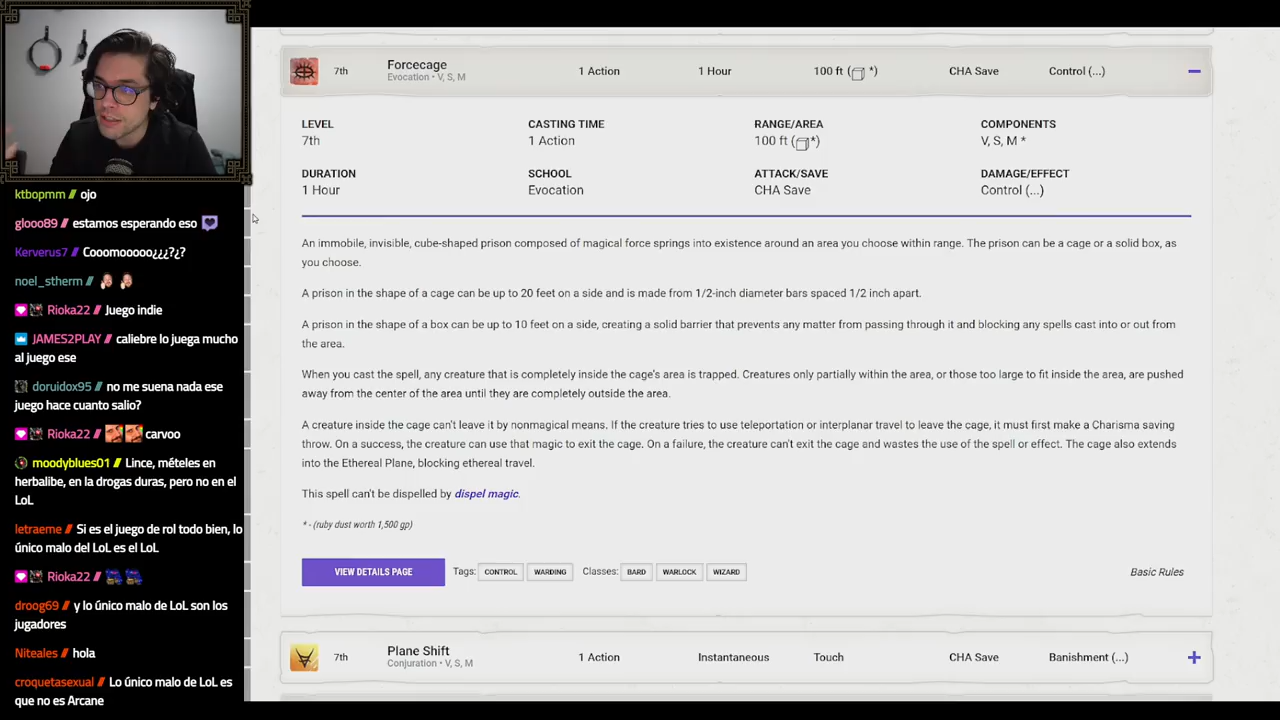 ktbopmm // ojo
glooo89 // estamos esperando eso
Kerverus7 // Cooomooooo¿¿¿?¿?
noel_stherm //
Rioka22 // Juego indie
JAMES2PLAY // caliebre lo juega mucho
al juego ese
doruidox95 // no me suena nada ese
juego hace cuanto salio?
Rioka22 // carvoo
moodyblues01 // Lince, mételes en
herbalibe, en la drogas duras, pero no en el
LoL
letraeme // Si es el juego de rol todo bien, lo
único malo del LoL es el LoL
Rioka22 //
droog69 // y lo único malo de LoL son los
jugadores
Niteales // hola
croquetasexual // Lo único malo de LoL es
que no es Arcane
7th Forcecage 1 Action 1 Hour 100 ft ( *) CHA Save Control (...)
Evocation • V, S, M
LEVEL CASTING TIME RANGE/AREA COMPONENTS
7th 1 Action 100 ft ( *) V, S, M *
DURATION SCHOOL ATTACK/SAVE DAMAGE/EFFECT
1 Hour Evocation CHA Save Control (...)
An immobile, invisible, cube-shaped prison composed of magical force springs into existence around an area you choose within range. The prison can be a cage or a solid box, as
you choose.
A prison in the shape of a cage can be up to 20 feet on a side and is made from 1/2-inch diameter bars spaced 1/2 inch apart.
A prison in the shape of a box can be up to 10 feet on a side, creating a solid barrier that prevents any matter from passing through it and blocking any spells cast into or out from
the area.
When you cast the spell, any creature that is completely inside the cage's area is trapped. Creatures only partially within the area, or those too large to fit inside the area, are pushed
away from the center of the area until they are completely outside the area.
A creature inside the cage can't leave it by nonmagical means. If the creature tries to use teleportation or interplanar travel to leave the cage, it must first make a Charisma saving
throw. On a success, the creature can use that magic to exit the cage. On a failure, the creature can't exit the cage and wastes the use of the spell or effect. The cage also extends
into the Ethereal Plane, blocking ethereal travel.
This spell can't be dispelled by dispel magic.
* - (ruby dust worth 1,500 gp)
VIEW DETAILS PAGE Tags: CONTROL WARDING Classes: BARD WARLOCK WIZARD Basic Rules
7th Plane Shift 1 Action Instantaneous Touch CHA Save Banishment (...)
Conjuration • V, S, M